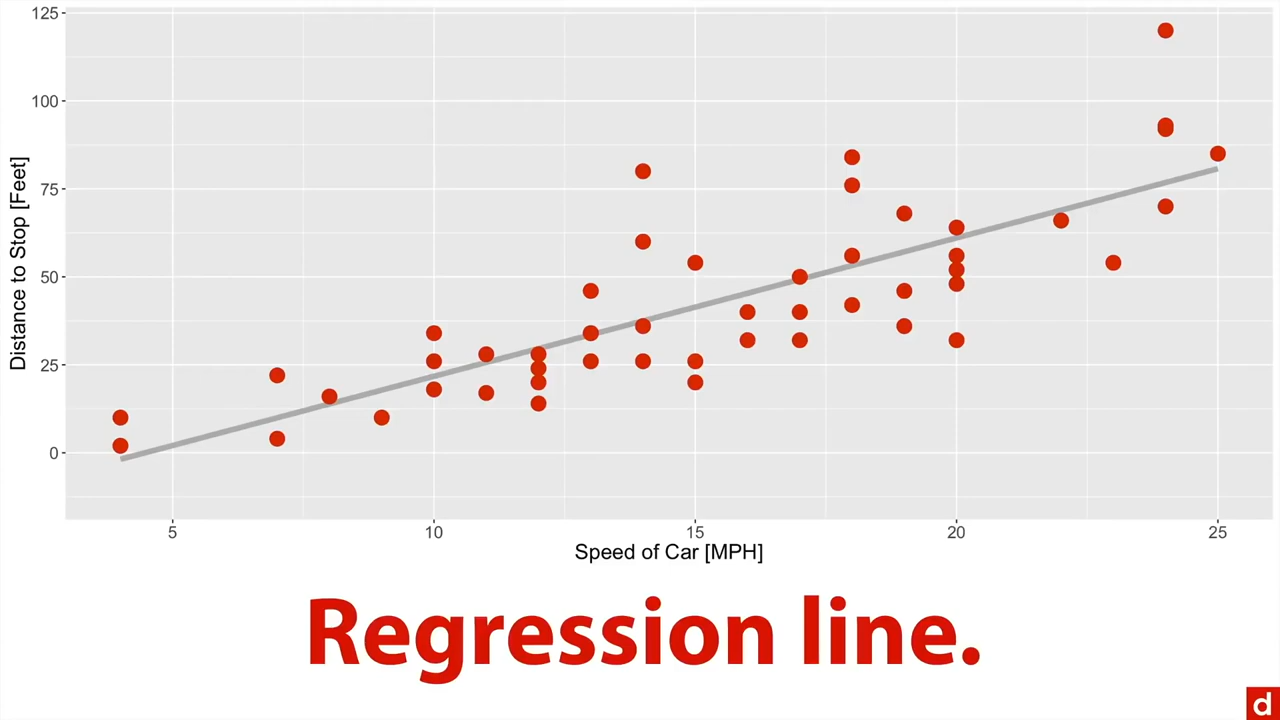 125
100
75
50
25
0
Distance to Stop [Feet]
5 10 15 20 25
Speed of Car [MPH]
Regression line.
d